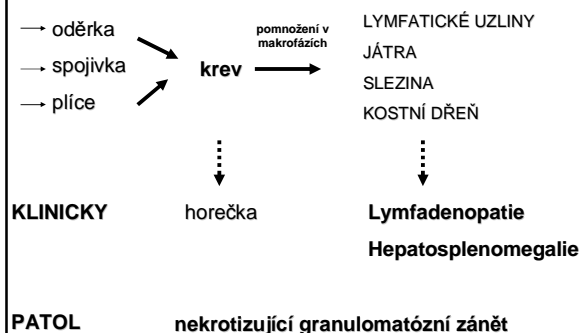 → oděrka
→ spojivka
→ plíce
krev
pomnožení v
makrofázích
LYMFATICKÉ UZLINY
JÁTRA
SLEZINA
KOSTNÍ DŘEŇ
KLINICKY horečka Lymfadenopatie
Hepatosplenomegalie
PATOL nekrotizující granulomatózní zánět